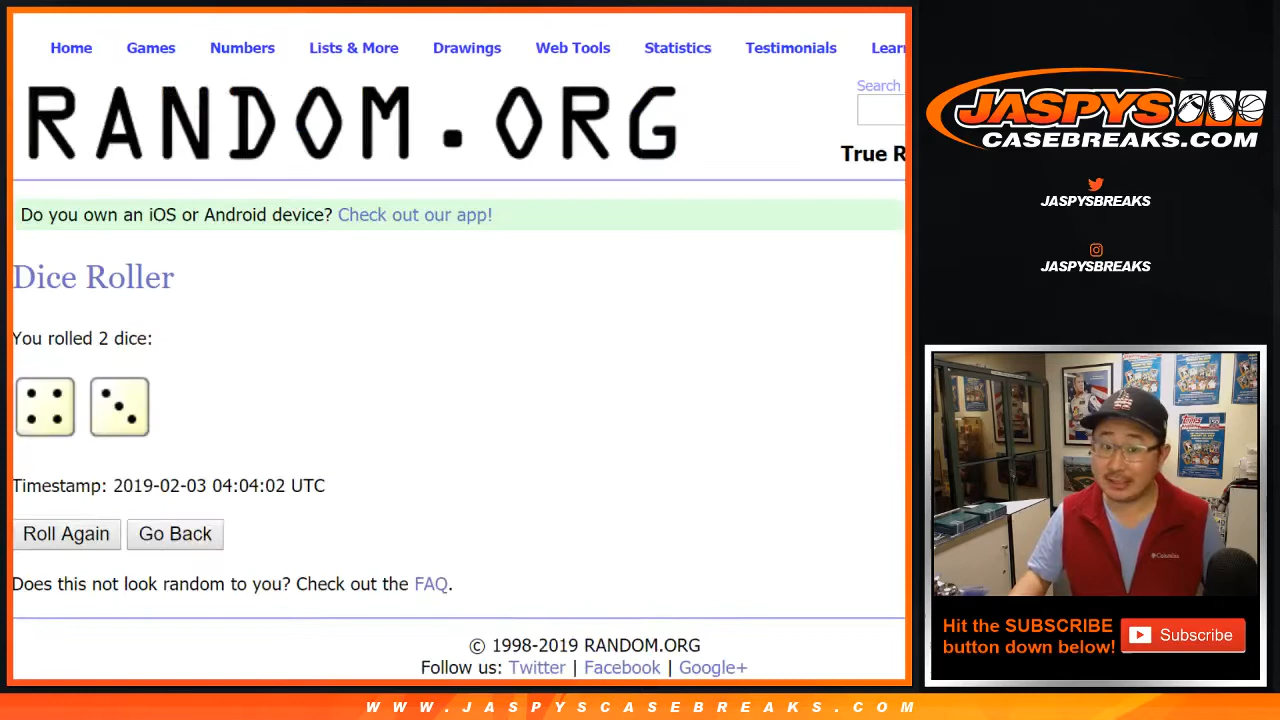 Home Games Numbers Lists & More Drawings Web Tools Statistics Testimonials Lear
RANDOM.ORG
Search
True R
Do you own an iOS or Android device? Check out our app!
Dice Roller
You rolled 2 dice:
Timestamp: 2019-02-03 04:04:02 UTC
Roll Again Go Back
Does this not look random to you? Check out the FAQ.
© 1998-2019 RANDOM.ORG
Follow us: Twitter | Facebook | Google+
JASPYS
CASEBREAKS.COM
JASPYSBREAKS
JASPYSBREAKS
Topps
Columbia
Hit the SUBSCRIBE
button down below!
Subscribe
WWW.JASPYSCASEBREAKS.COM